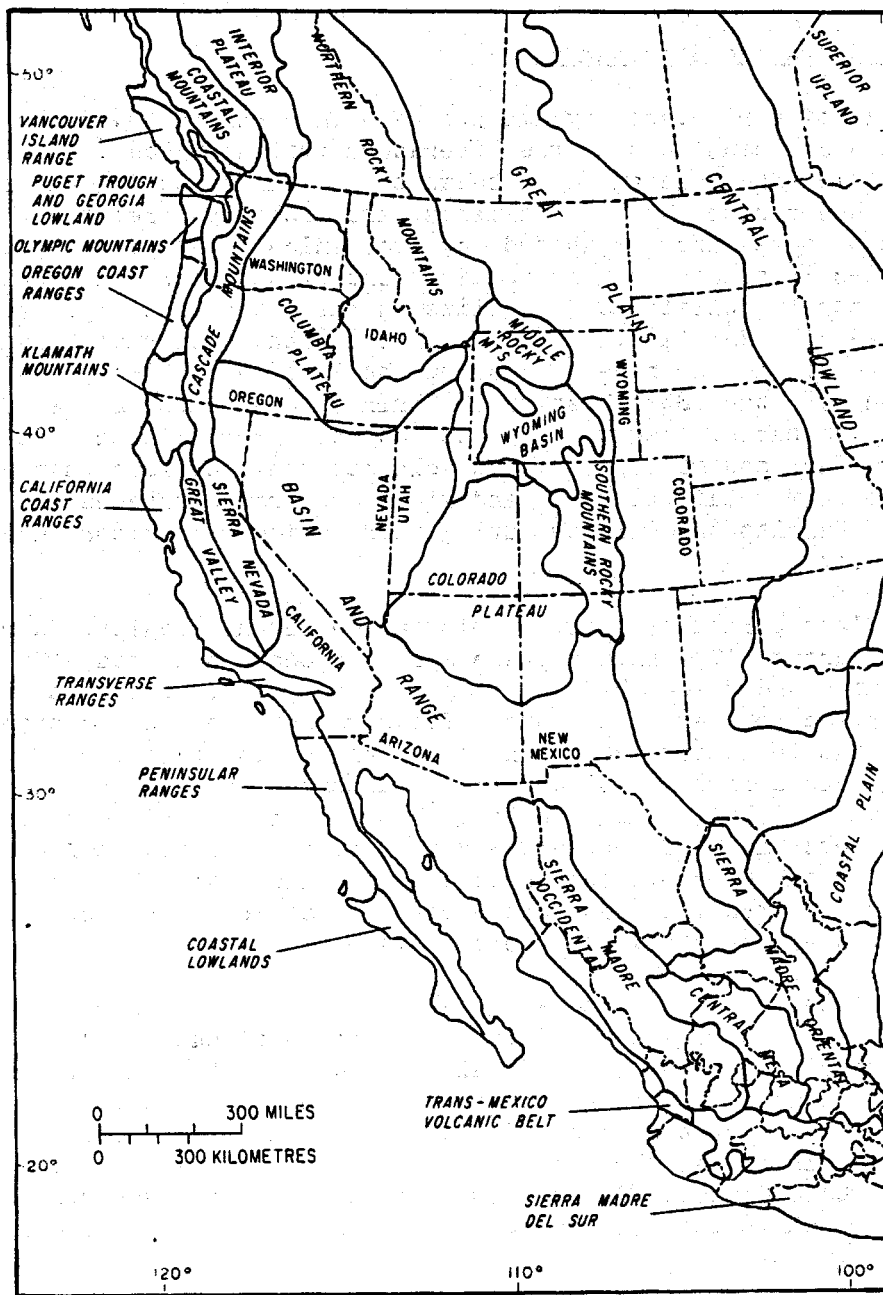 50°
40°
30°
20°
120°
110°
100°
INTERIOR
PLATEAU
COASTAL
MOUNTAINS
NORTHERN
ROCKY
MOUNTAINS
SUPERIOR
UPLAND
VANCOUVER
ISLAND
RANGE
PUGET TROUGH
AND GEORGIA
LOWLAND
OLYMPIC MOUNTAINS
OREGON COAST
RANGES
KLAMATH
MOUNTAINS
CALIFORNIA
COAST
RANGES
CASCADE
MOUNTAINS
WASHINGTON
COLUMBIA
PLATEAU
IDAHO
OREGON
GREAT
PLAINS
CENTRAL
LOWLAND
MIDDLE
ROCKY
MTS
WYOMING
WYOMING
BASIN
GREAT
VALLEY
SIERRA
NEVADA
BASIN
AND
RANGE
NEVADA
UTAH
COLORADO
PLATEAU
SOUTHERN ROCKY
MOUNTAINS
COLORADO
CALIFORNIA
TRANSVERSE
RANGES
ARIZONA
NEW
MEXICO
PENINSULAR
RANGES
COASTAL
LOWLANDS
COASTAL PLAIN
SIERRA
MADRE
OCCIDENTAL
SIERRA
MADRE
ORIENTAL
CENTRAL
MESA
TRANS-MEXICO
VOLCANIC BELT
SIERRA MADRE
DEL SUR
0 300 MILES
0 300 KILOMETRES